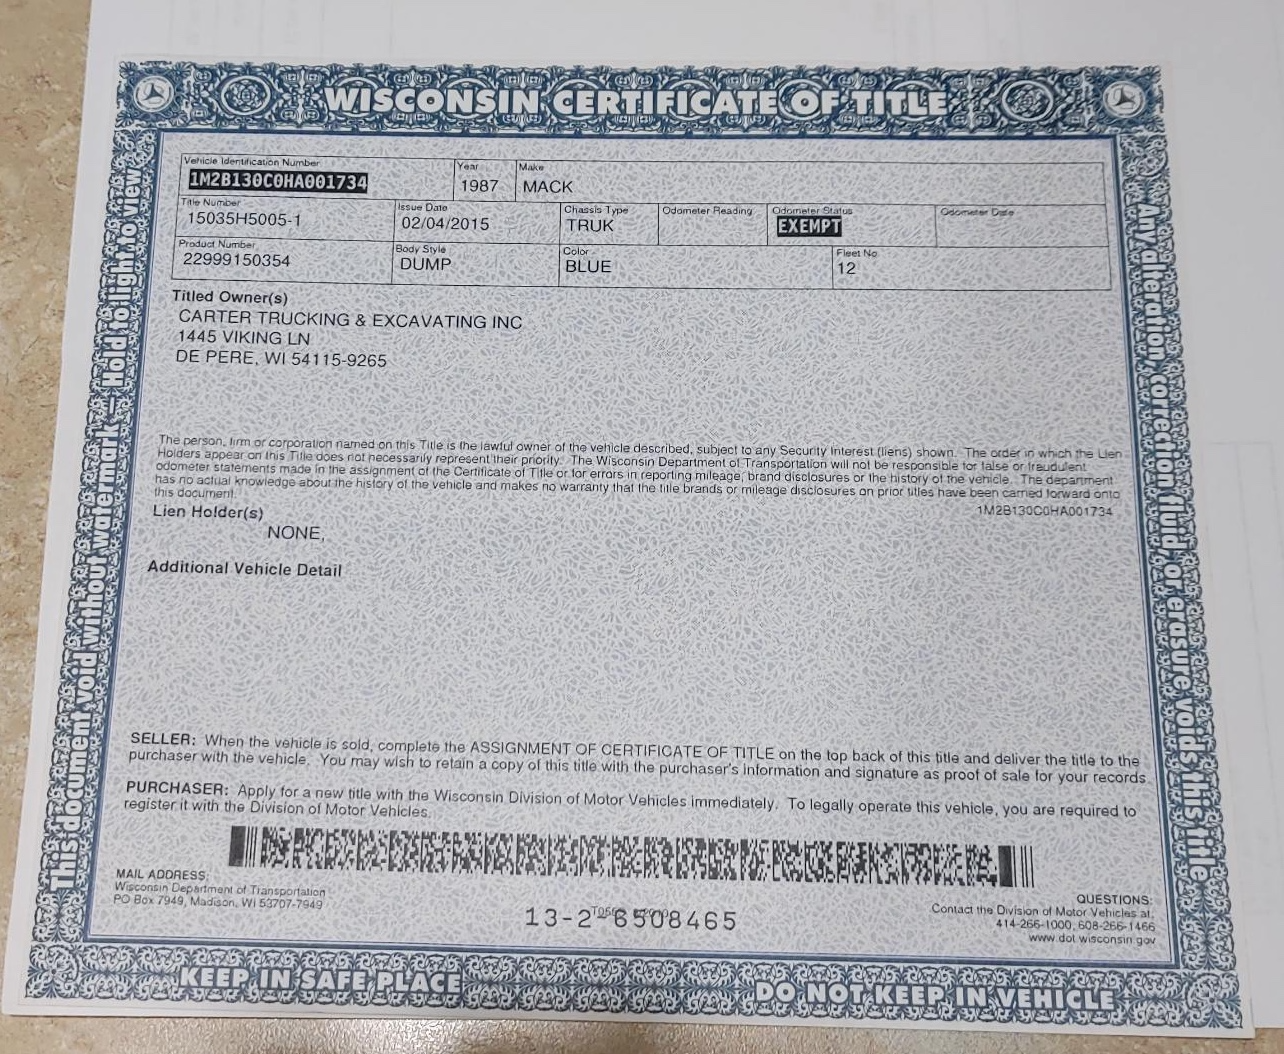 WISCONSIN CERTIFICATE OF TITLE
This document void without watermark — Hold to light to view
Any alteration, correction fluid, or erasure voids this title
Vehicle Identification Number
1M2B130C0HA001734
Year
1987
Make
MACK
Title Number
15035H5005-1
Issue Date
02/04/2015
Chassis Type
TRUK
Odometer Reading
Odometer Status
EXEMPT
Odometer Date
Product Number
22999150354
Body Style
DUMP
Color
BLUE
Fleet No
12
Titled Owner(s)
CARTER TRUCKING & EXCAVATING INC
1445 VIKING LN
DE PERE, WI 54115-9265
The person, firm or corporation named on this Title is the lawful owner of the vehicle described, subject to any Security Interest (liens) shown. The order in which the Lien
Holders appear on this Title does not necessarily represent their priority. The Wisconsin Department of Transportation will not be responsible for false or fraudulent
odometer statements made in the assignment of the Certificate of Title or for errors in reporting mileage, brand disclosures or the history of the vehicle. The department
has no actual knowledge about the history of the vehicle and makes no warranty that the title brands or mileage disclosures on prior titles have been carried forward onto
this document.
1M2B130C0HA001734
Lien Holder(s)
NONE,
Additional Vehicle Detail
SELLER: When the vehicle is sold, complete the ASSIGNMENT OF CERTIFICATE OF TITLE on the top back of this title and deliver the title to the
purchaser with the vehicle. You may wish to retain a copy of this title with the purchaser's information and signature as proof of sale for your records.
PURCHASER: Apply for a new title with the Wisconsin Division of Motor Vehicles immediately. To legally operate this vehicle, you are required to
register it with the Division of Motor Vehicles.
MAIL ADDRESS:
Wisconsin Department of Transportation
PO Box 7949, Madison, WI 53707-7949
13-2-6508465
QUESTIONS:
Contact the Division of Motor Vehicles at:
414-266-1000; 608-266-1466
www.dot.wisconsin.gov
KEEP IN SAFE PLACE
DO NOT KEEP IN VEHICLE